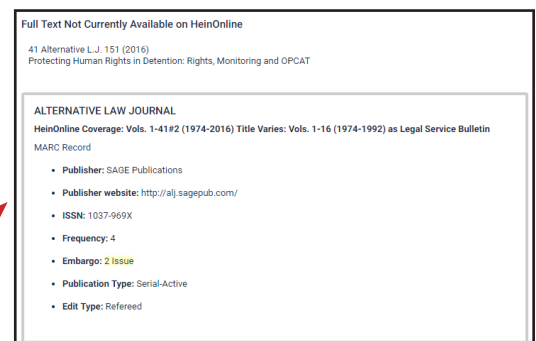 Full Text Not Currently Available on HeinOnline
41 Alternative L.J. 151 (2016)
Protecting Human Rights in Detention: Rights, Monitoring and OPCAT
ALTERNATIVE LAW JOURNAL
HeinOnline Coverage: Vols. 1-41#2 (1974-2016) Title Varies: Vols. 1-16 (1974-1992) as Legal Service Bulletin
MARC Record
• Publisher: SAGE Publications
• Publisher website: http://alj.sagepub.com/
• ISSN: 1037-969X
• Frequency: 4
• Embargo: 2 Issue
• Publication Type: Serial-Active
• Edit Type: Refereed